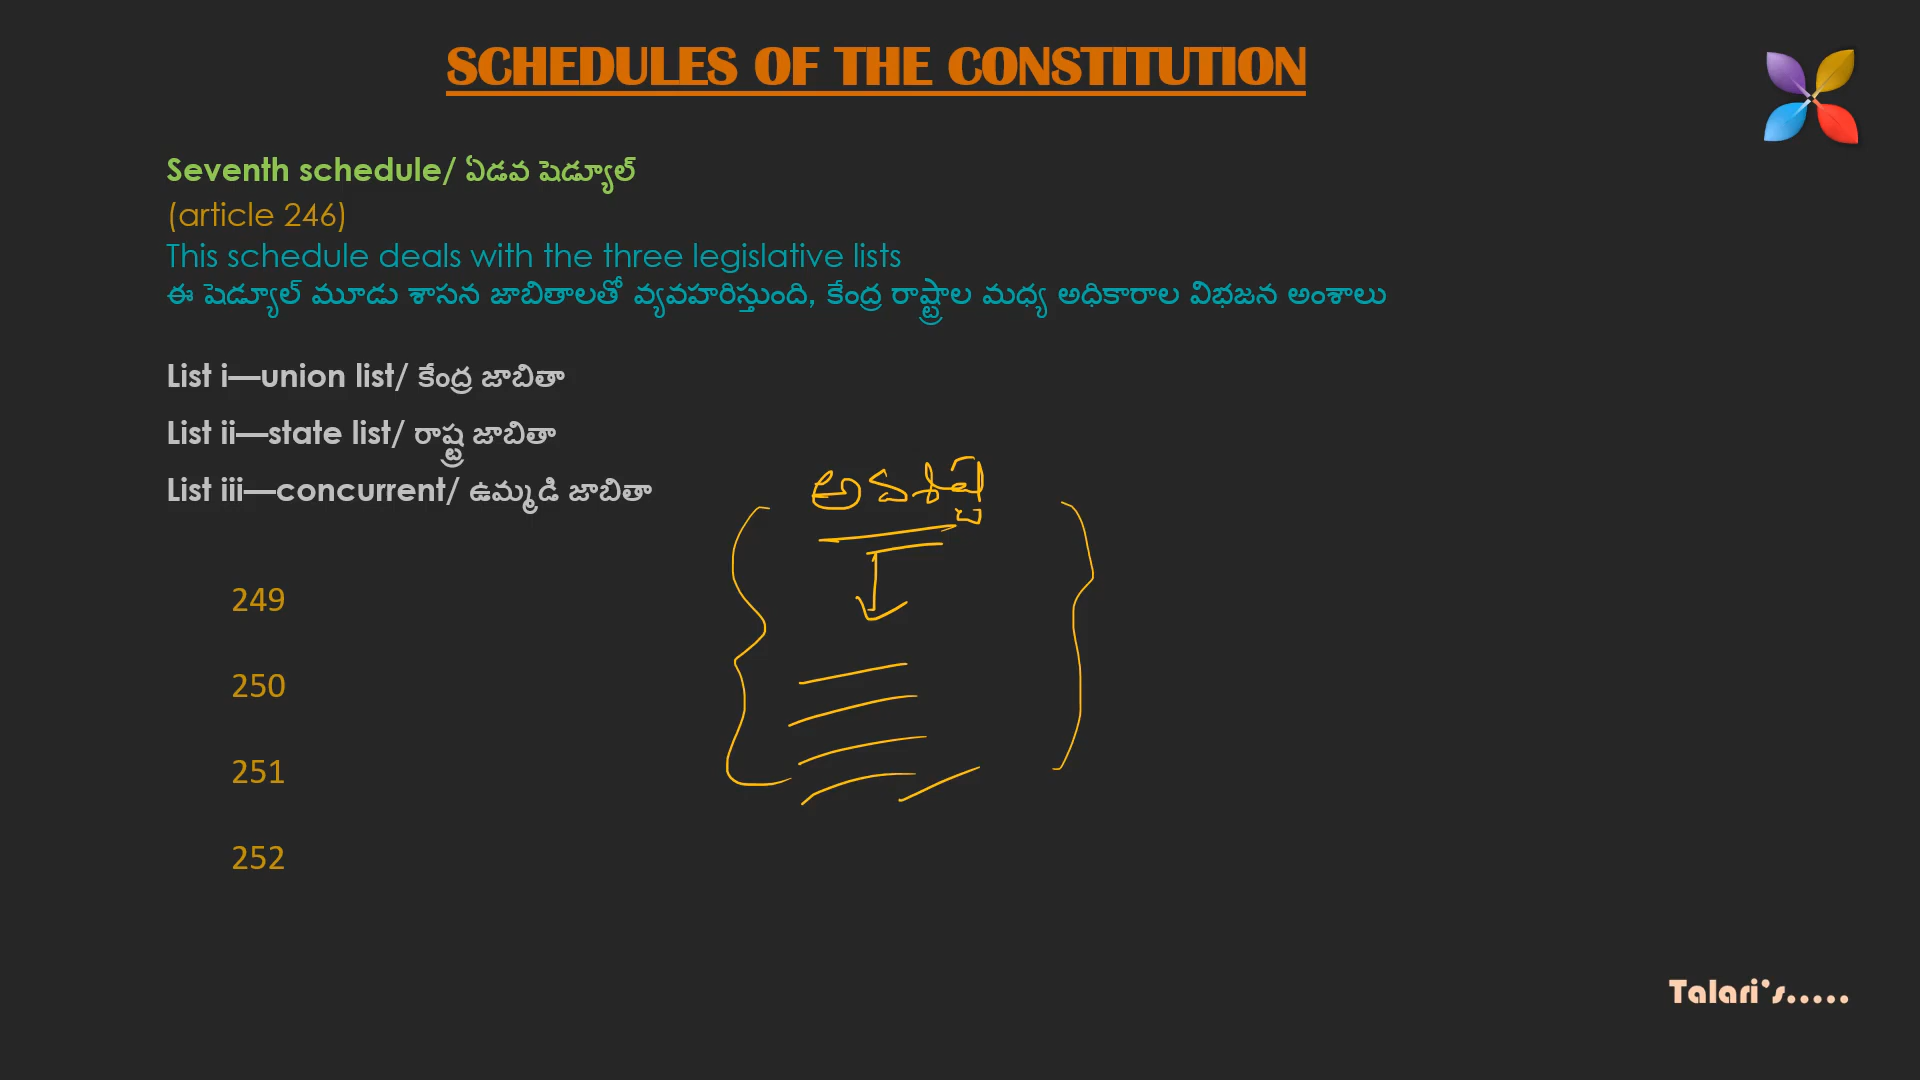 SCHEDULES OF THE CONSTITUTION
Seventh schedule/ ఏడవ షెడ్యూల్
(article 246)
This schedule deals with the three legislative lists
ఈ షెడ్యూల్ మూడు శాసన జాబితాలతో వ్యవహరిస్తుంది, కేంద్ర రాష్ట్రాల మధ్య అధికారాల విభజన అంశాలు
List i—union list/ కేంద్ర జాబితా
List ii—state list/ రాష్ట్ర జాబితా
List iii—concurrent/ ఉమ్మడి జాబితా
అవశిష్ట
249
250
251
252
Talari's.....